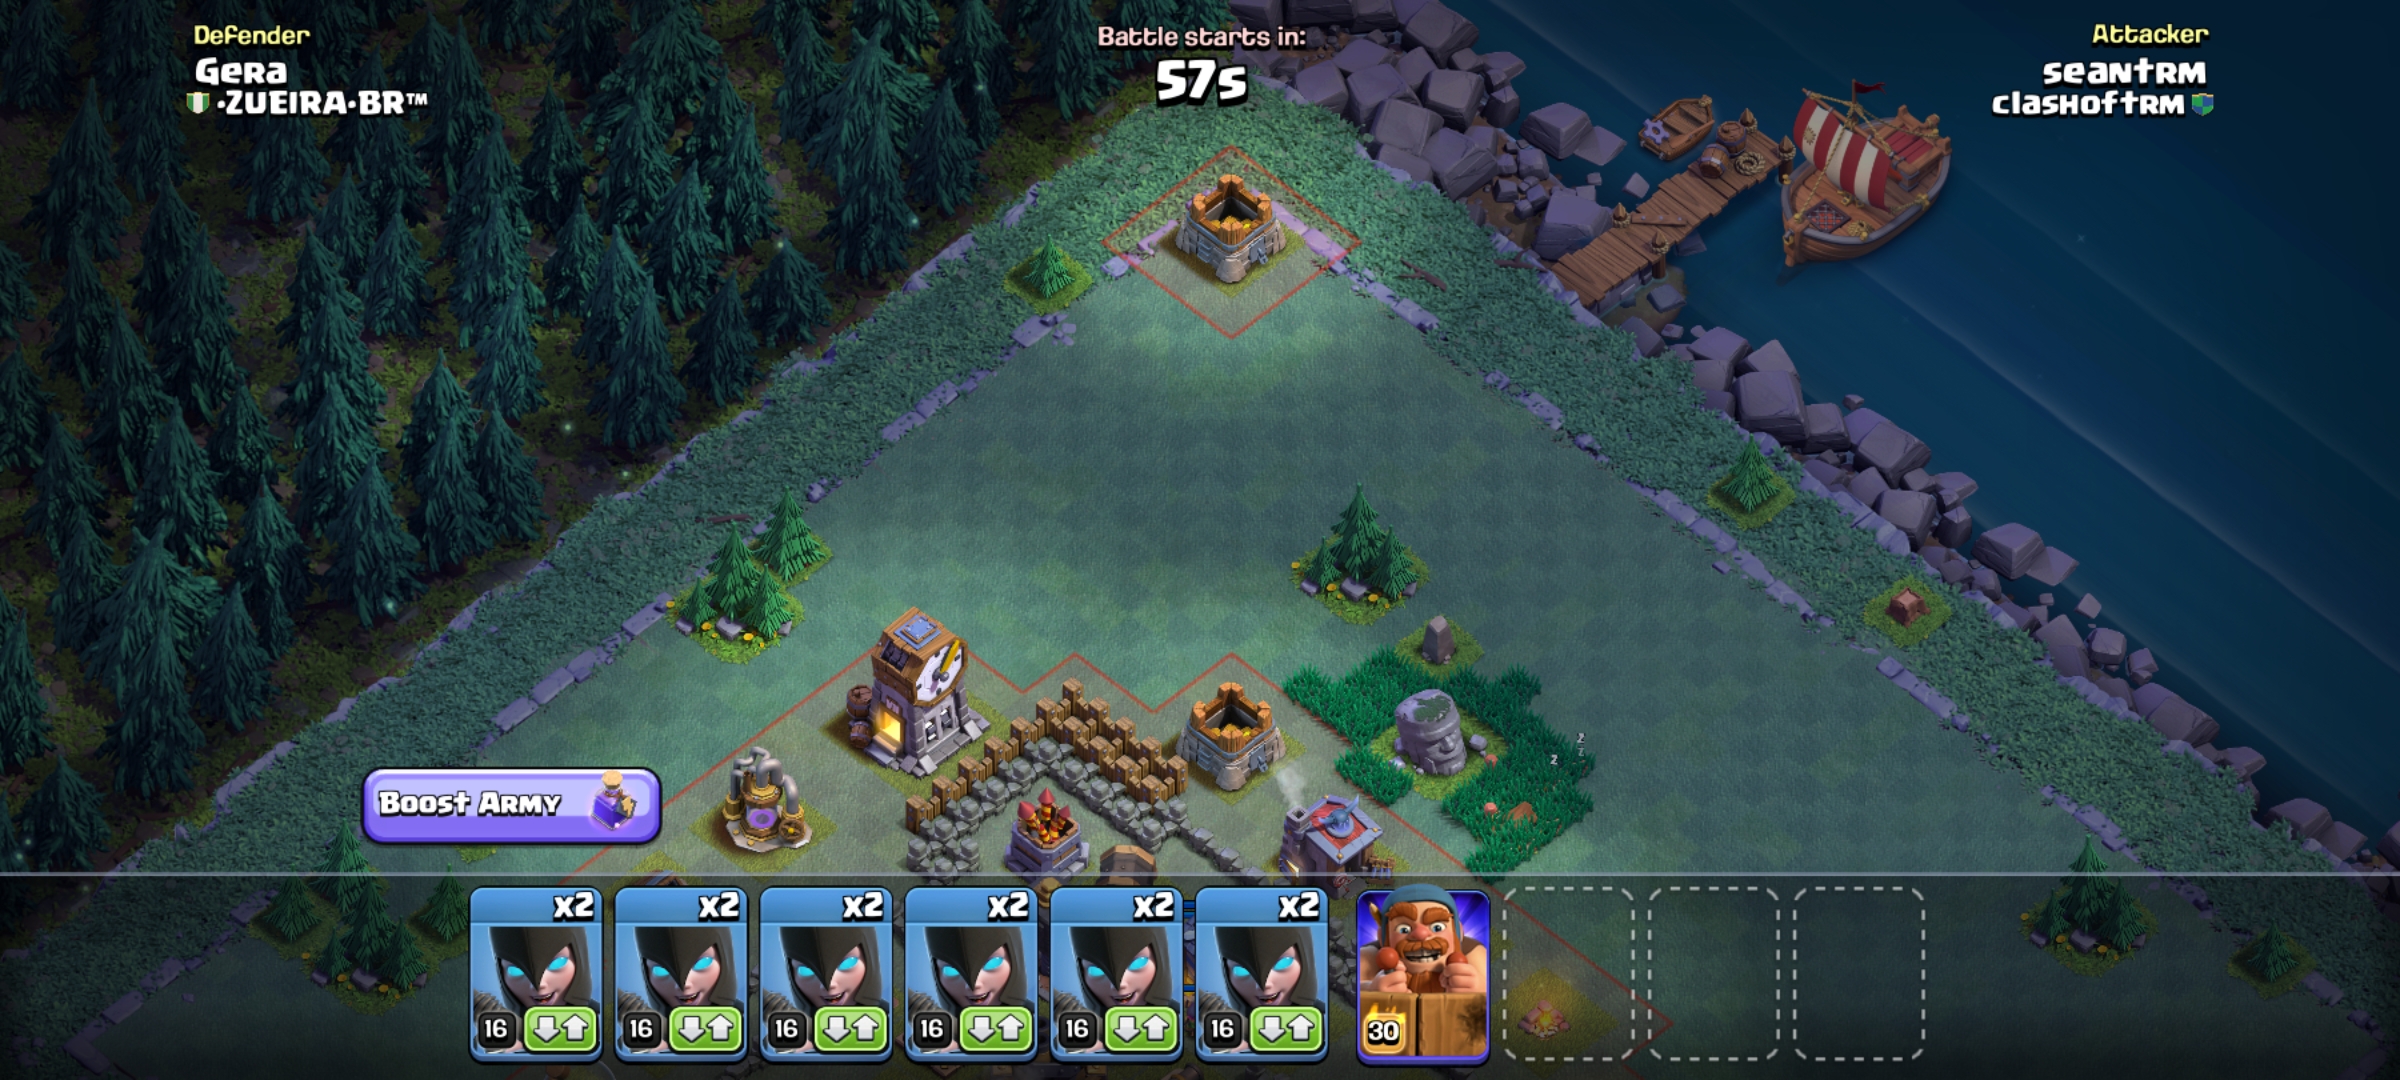 Defender
Gera
·ZUEIRA·BR™
Battle starts in:
57s
Attacker
seantRM
clashoftRM
z
z
z
Boost Army
x2
x2
x2
x2
x2
x2
16
16
16
16
16
16
30